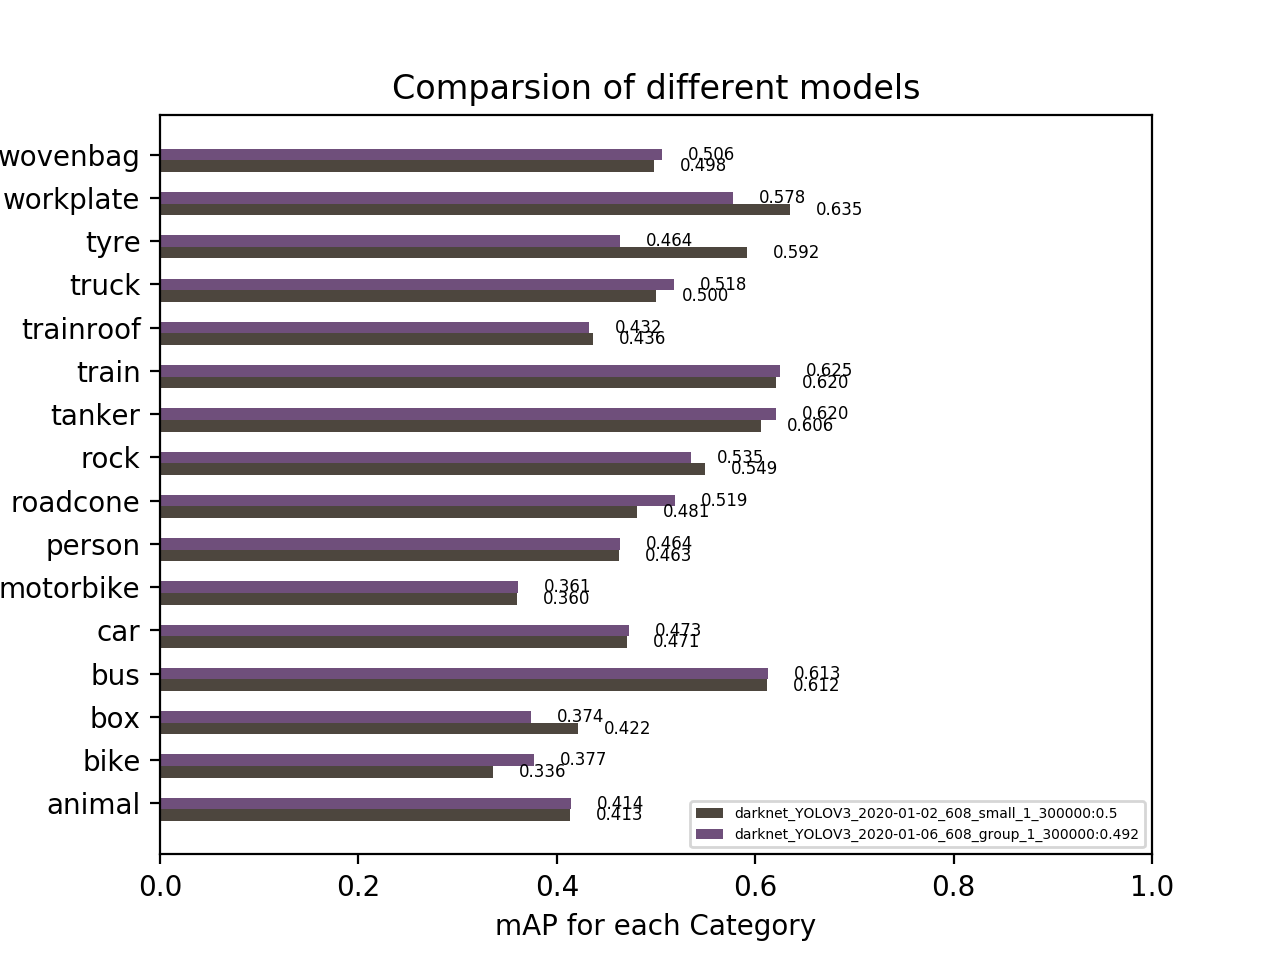 Comparsion of different models
wovenbag
0.506
0.498
workplate
0.578
0.635
tyre
0.464
0.592
truck
0.518
0.500
trainroof
0.432
0.436
train
0.625
0.620
tanker
0.620
0.606
rock
0.535
0.549
roadcone
0.519
0.481
person
0.464
0.463
motorbike
0.361
0.360
car
0.473
0.471
bus
0.613
0.612
box
0.374
0.422
bike
0.377
0.336
animal
0.414
0.413
darknet_YOLOV3_2020-01-02_608_small_1_300000:0.5
darknet_YOLOV3_2020-01-06_608_group_1_300000:0.492
0.0 0.2 0.4 0.6 0.8 1.0
mAP for each Category